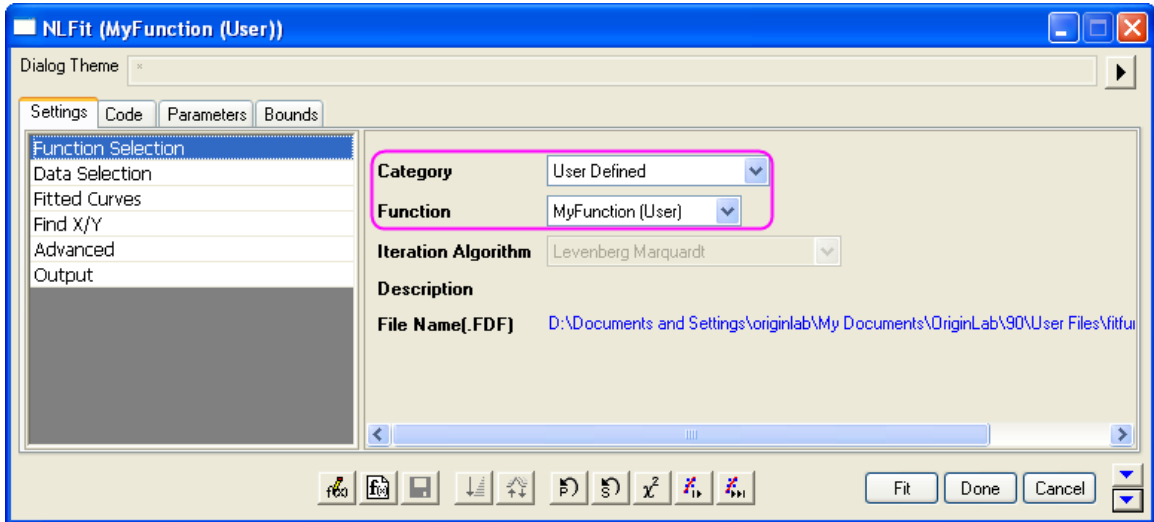 NLFit (MyFunction (User))
Dialog Theme *
Settings Code Parameters Bounds
Function Selection
Data Selection
Fitted Curves
Find X/Y
Advanced
Output
Category User Defined
Function MyFunction (User)
Iteration Algorithm Levenberg Marquardt
Description
File Name(.FDF) D:\Documents and Settings\originlab\My Documents\OriginLab\90\User Files\fitfun
Fit Done Cancel